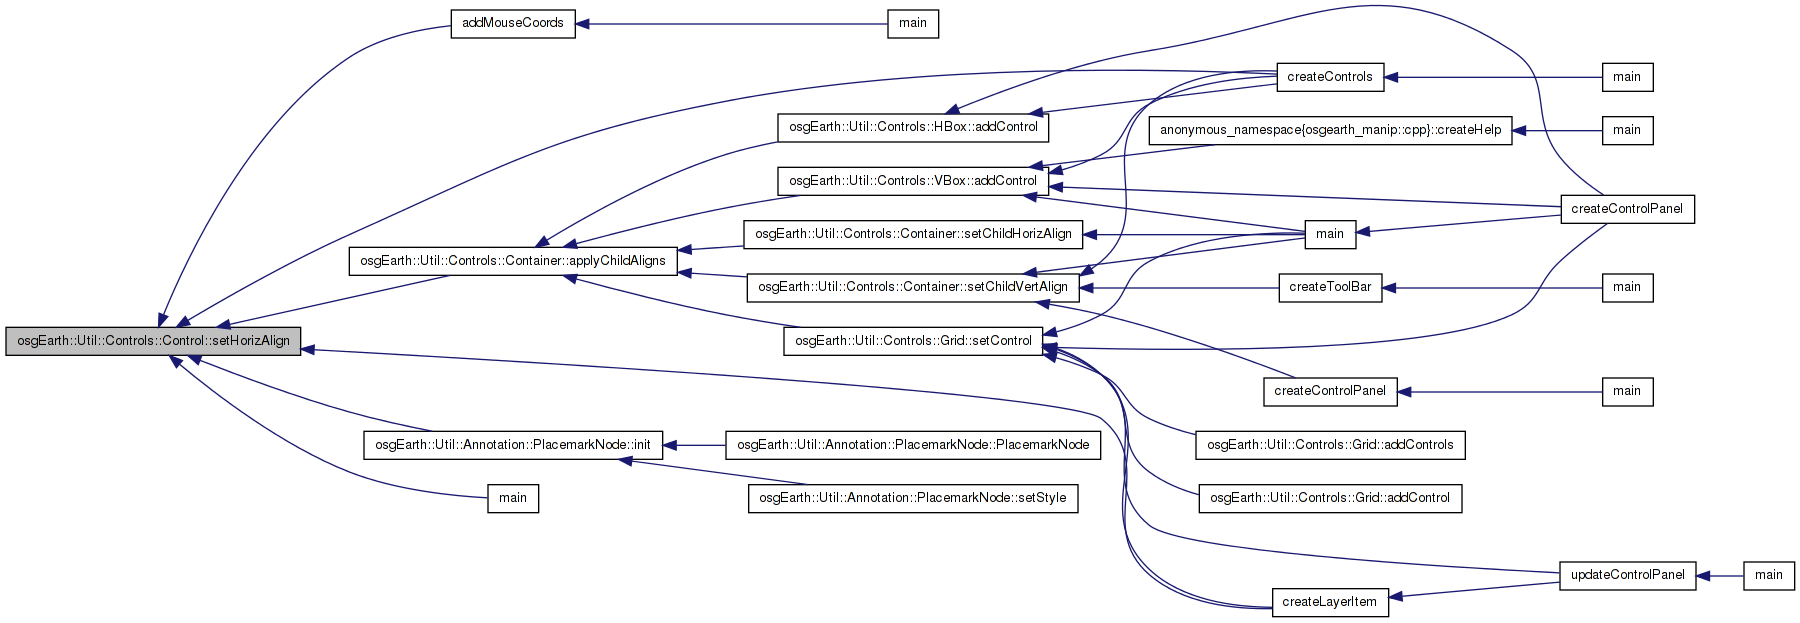 addMouseCoords
main
createControls
main
osgEarth::Util::Controls::HBox::addControl
anonymous_namespace{osgearth_manip::cpp}::createHelp
main
osgEarth::Util::Controls::VBox::addControl
createControlPanel
osgEarth::Util::Controls::Container::setChildHorizAlign
main
osgEarth::Util::Controls::Container::applyChildAligns
osgEarth::Util::Controls::Container::setChildVertAlign
createToolBar
main
osgEarth::Util::Controls::Control::setHorizAlign
osgEarth::Util::Controls::Grid::setControl
createControlPanel
main
osgEarth::Util::Annotation::PlacemarkNode::init
osgEarth::Util::Annotation::PlacemarkNode::PlacemarkNode
osgEarth::Util::Controls::Grid::addControls
main
osgEarth::Util::Annotation::PlacemarkNode::setStyle
osgEarth::Util::Controls::Grid::addControl
updateControlPanel
main
createLayerItem